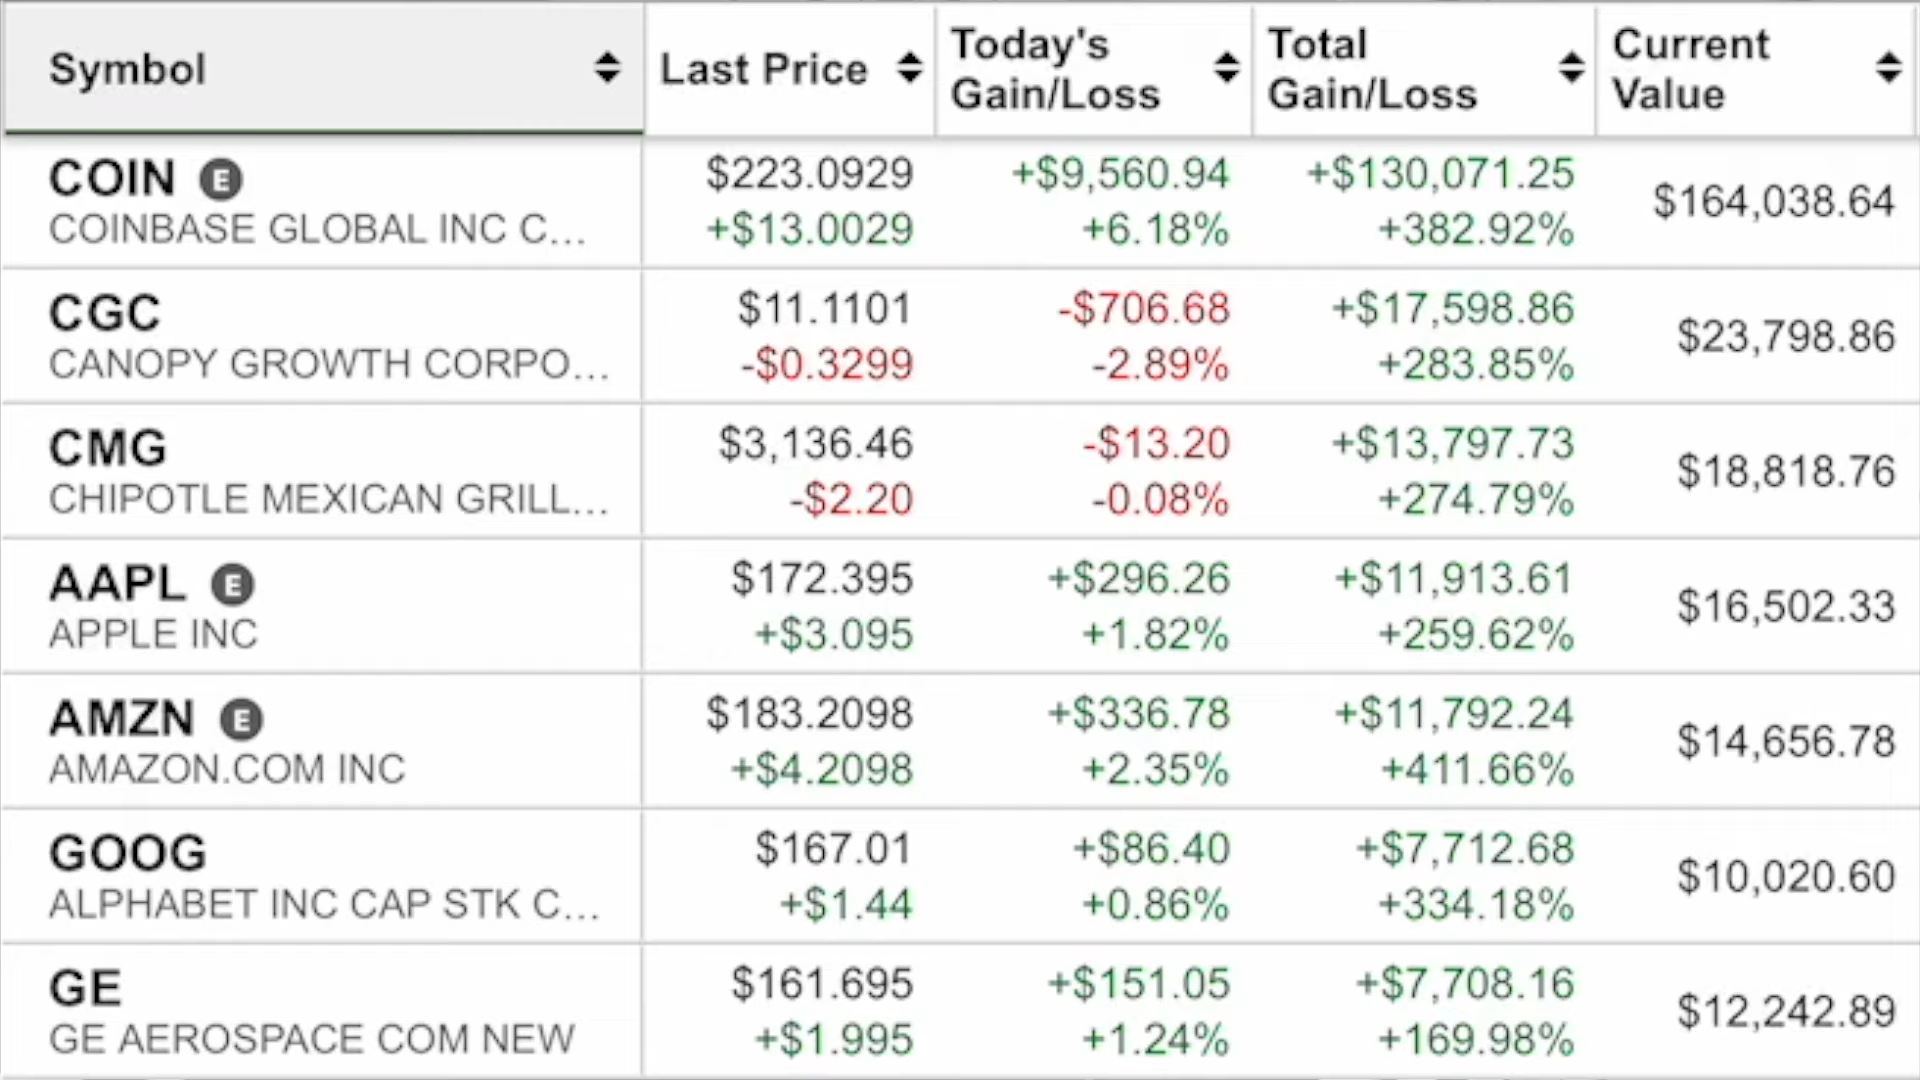 Symbol
Last Price
Today's
Gain/Loss
Total
Gain/Loss
Current
Value
COIN E
COINBASE GLOBAL INC C...
$223.0929
+$13.0029
+$9,560.94
+6.18%
+$130,071.25
+382.92%
$164,038.64
CGC
CANOPY GROWTH CORPO...
$11.1101
-$0.3299
-$706.68
-2.89%
+$17,598.86
+283.85%
$23,798.86
CMG
CHIPOTLE MEXICAN GRILL...
$3,136.46
-$2.20
-$13.20
-0.08%
+$13,797.73
+274.79%
$18,818.76
AAPL E
APPLE INC
$172.395
+$3.095
+$296.26
+1.82%
+$11,913.61
+259.62%
$16,502.33
AMZN E
AMAZON.COM INC
$183.2098
+$4.2098
+$336.78
+2.35%
+$11,792.24
+411.66%
$14,656.78
GOOG
ALPHABET INC CAP STK C...
$167.01
+$1.44
+$86.40
+0.86%
+$7,712.68
+334.18%
$10,020.60
GE
GE AEROSPACE COM NEW
$161.695
+$1.995
+$151.05
+1.24%
+$7,708.16
+169.98%
$12,242.89